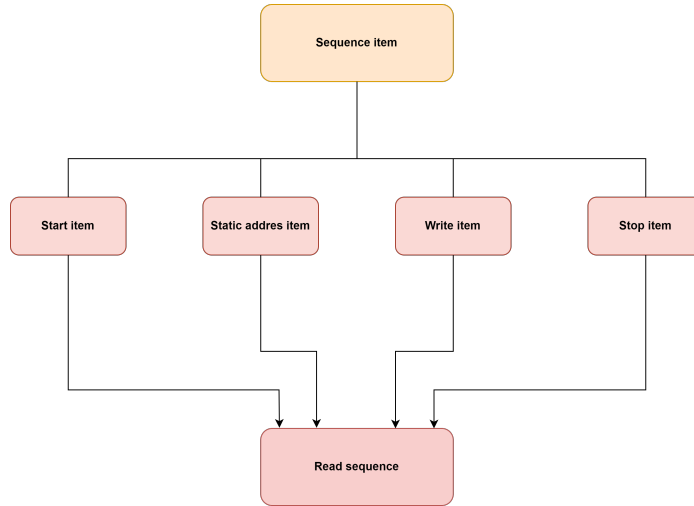 Sequence item
Start item
Static addres item
Write item
Stop item
Read sequence